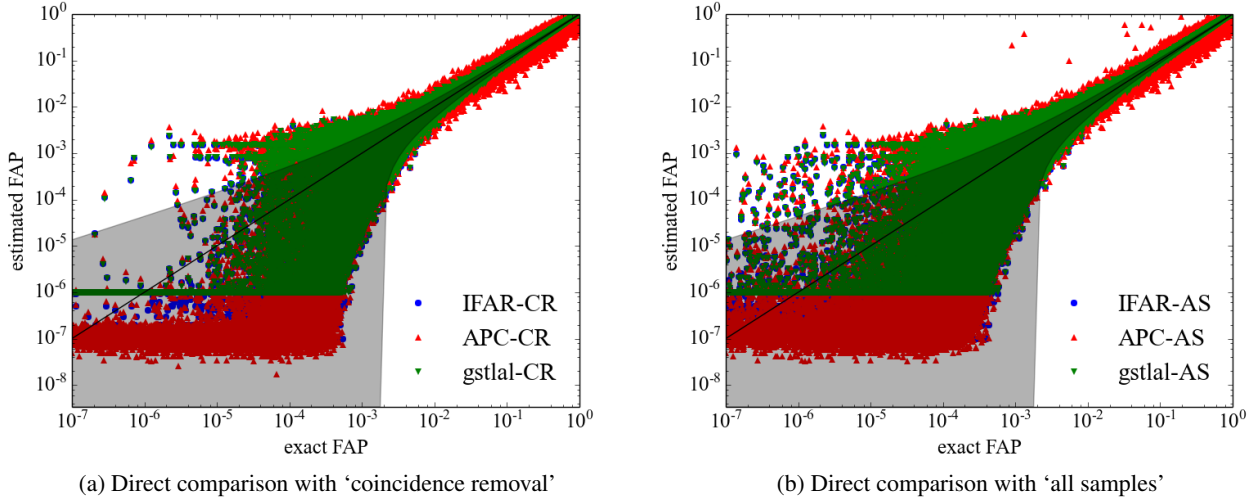 10^0
10^-1
10^-2
10^-3
10^-4
10^-5
10^-6
10^-7
10^-8
estimated FAP
IFAR-CR
APC-CR
gstlal-CR
10^-7 10^-6 10^-5 10^-4 10^-3 10^-2 10^-1 10^0
exact FAP
(a) Direct comparison with ‘coincidence removal’
10^0
10^-1
10^-2
10^-3
10^-4
10^-5
10^-6
10^-7
10^-8
estimated FAP
IFAR-AS
APC-AS
gstlal-AS
10^-7 10^-6 10^-5 10^-4 10^-3 10^-2 10^-1 10^0
exact FAP
(b) Direct comparison with ‘all samples’